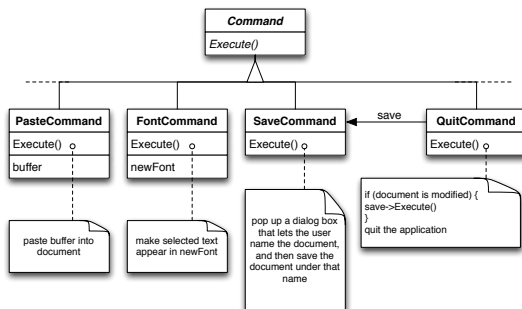 Command
Execute()
PasteCommand
Execute()
buffer
FontCommand
Execute()
newFont
SaveCommand
Execute()
save
QuitCommand
Execute()
paste buffer into
document
make selected text
appear in newFont
pop up a dialog box
that lets the user
name the document,
and then save the
document under that
name
if (document is modified) {
save->Execute()
}
quit the application